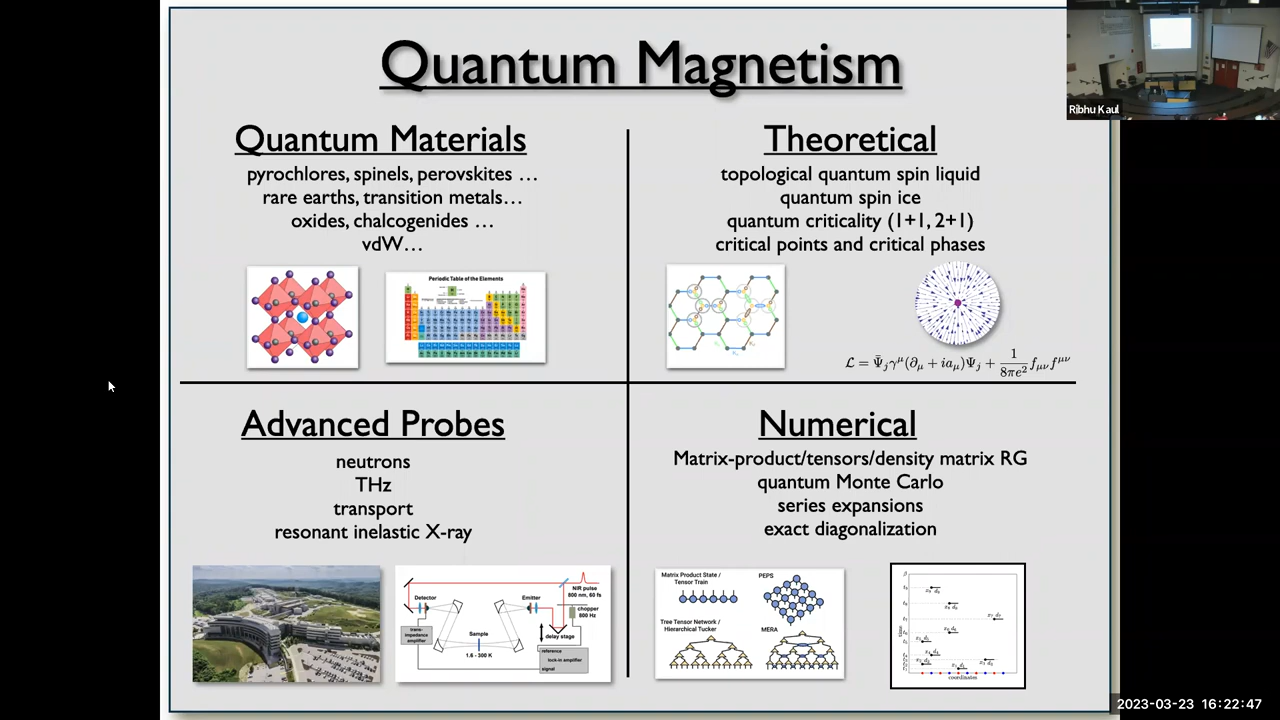 Quantum Magnetism
Ribhu Kaul
Quantum Materials
pyrochlores, spinels, perovskites …
rare earths, transition metals…
oxides, chalcogenides …
vdW…
Periodic Table of the Elements
Theoretical
topological quantum spin liquid
quantum spin ice
quantum criticality (1+1, 2+1)
critical points and critical phases
ℒ = Ψ̄ⱼγ^μ(∂_μ + ia_μ)Ψⱼ + 1/(8πe²) f_μν f^μν
Advanced Probes
neutrons
THz
transport
resonant inelastic X-ray
NIR pulse
800 nm, 60 fs
Detector
Emitter
chopper
800 Hz
trans-
impedance
amplifier
Sample
delay stage
1.6 - 300 K
reference
lock-in amplifier
signal
Numerical
Matrix-product/tensors/density matrix RG
quantum Monte Carlo
series expansions
exact diagonalization
Matrix Product State /
Tensor Train
PEPS
Tree Tensor Network /
Hierarchical Tucker
MERA
time
coordinates
2023-03-23 16:22:47